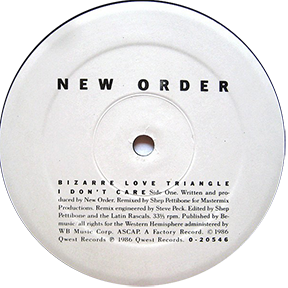 NEW ORDER
BIZARRE LOVE TRIANGLE
I DON'T CARE Side One. Written and pro-
duced by New Order. Remixed by Shep Pettibone for Mastermix
Productions. Remix engineered by Steve Peck. Edited by Shep
Pettibone and the Latin Rascals. 33⅓ rpm. Published by Be-
music: all rights for the Western Hemisphere administered by
WB Music Corp. ASCAP. A Factory Record. ©1986
Qwest Records ℗ 1986 Qwest Records. 0-20546